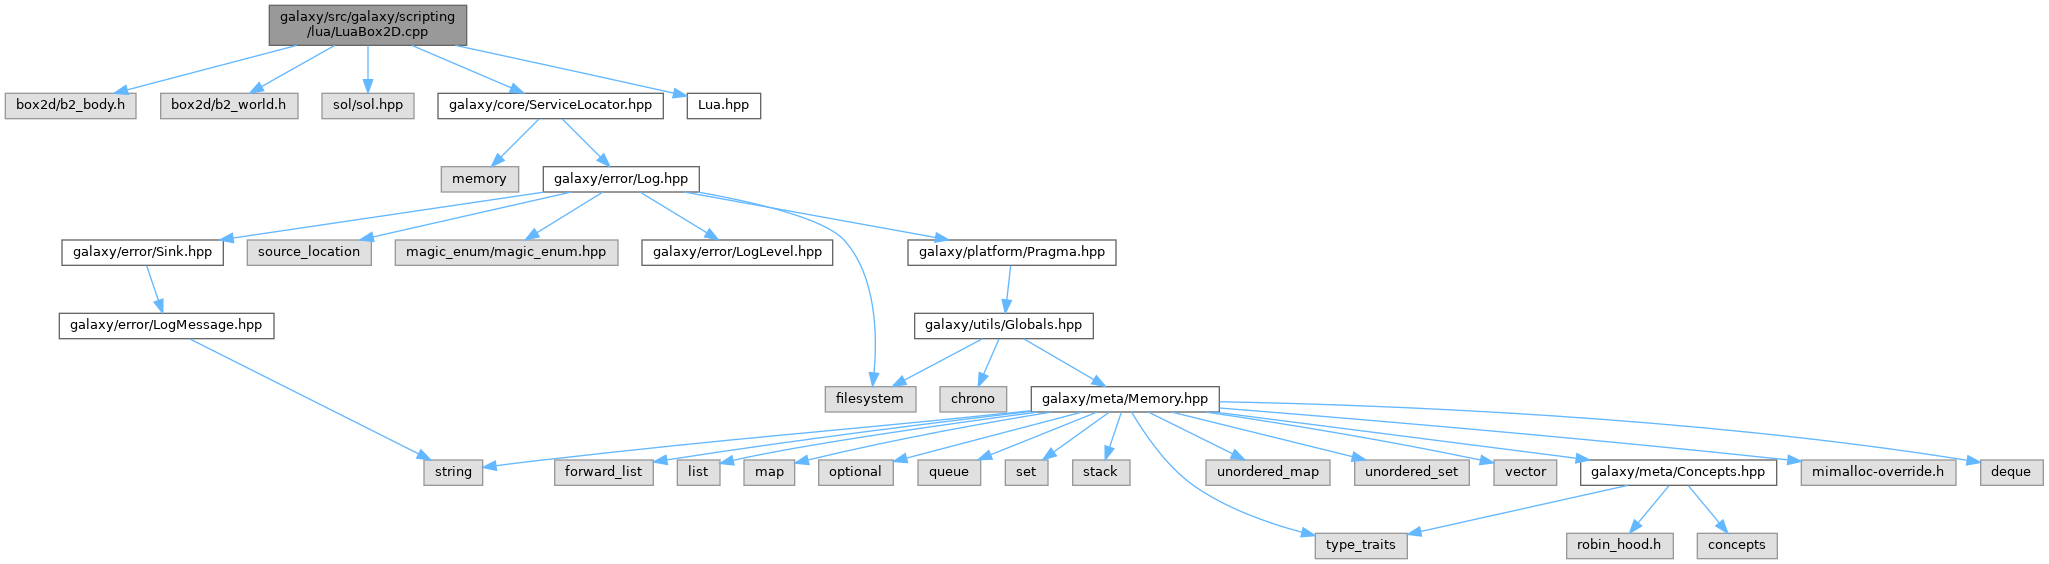 galaxy/src/galaxy/scripting
/lua/LuaBox2D.cpp
box2d/b2_body.h
box2d/b2_world.h
sol/sol.hpp
galaxy/core/ServiceLocator.hpp
Lua.hpp
memory
galaxy/error/Log.hpp
galaxy/error/Sink.hpp
source_location
magic_enum/magic_enum.hpp
galaxy/error/LogLevel.hpp
galaxy/platform/Pragma.hpp
galaxy/error/LogMessage.hpp
galaxy/utils/Globals.hpp
filesystem
chrono
galaxy/meta/Memory.hpp
string
forward_list
list
map
optional
queue
set
stack
unordered_map
unordered_set
vector
galaxy/meta/Concepts.hpp
mimalloc-override.h
deque
type_traits
robin_hood.h
concepts